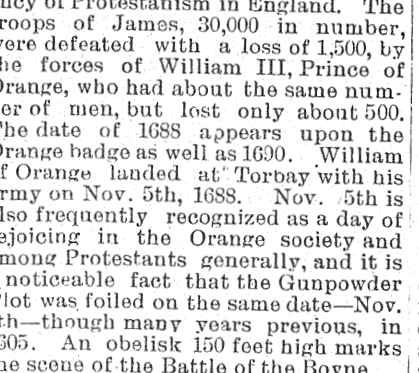 ncy of Protestanism in England. The
roops of James, 30,000 in number,
ere defeated with a loss of 1,500, by
he forces of William III, Prince of
Orange, who had about the same num-
er of men, but lost only about 500.
The date of 1688 appears upon the
Orange badge as well as 1690. William
f Orange landed at Torbay with his
rmy on Nov. 5th, 1688. Nov. 5th is
lso frequently recognized as a day of
ejoicing in the Orange society and
mong Protestants generally, and it is
noticeable fact that the Gunpowder
Plot was foiled on the same date—Nov.
th—though many years previous, in
605. An obelisk 150 feet high marks
he scene of the Battle of the Boyne